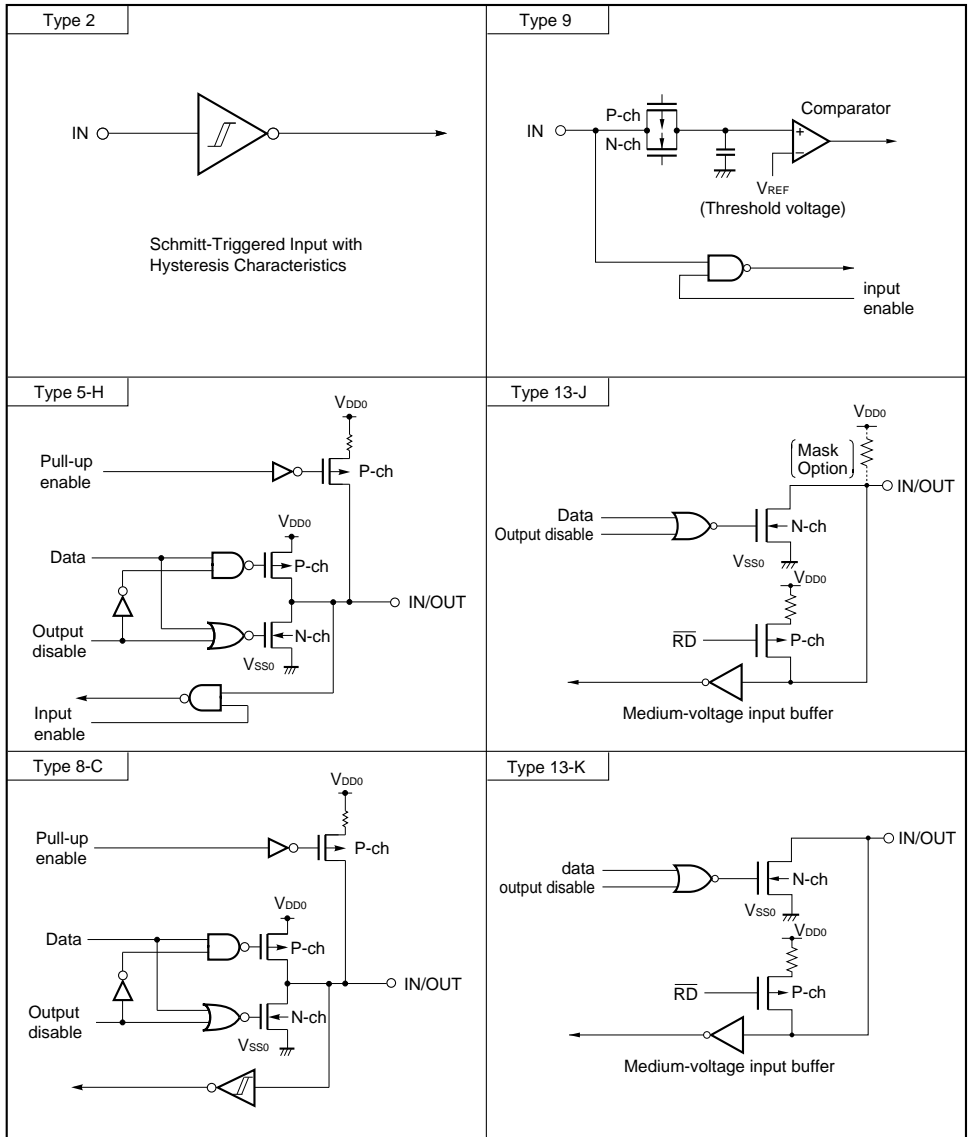 Type 2
IN
Schmitt-Triggered Input with
Hysteresis Characteristics
Type 9
IN
P-ch
N-ch
Comparator
+
−
VREF
(Threshold voltage)
input
enable
Type 5-H
VDD0
Pull-up
enable
P-ch
VDD0
Data
P-ch
IN/OUT
Output
disable
N-ch
VSS0
Input
enable
Type 13-J
VDD0
Mask
Option
IN/OUT
Data
Output disable
N-ch
VSS0
VDD0
RD
P-ch
Medium-voltage input buffer
Type 8-C
VDD0
Pull-up
enable
P-ch
VDD0
Data
P-ch
IN/OUT
Output
disable
N-ch
VSS0
Type 13-K
IN/OUT
data
output disable
N-ch
VSS0
VDD0
RD
P-ch
Medium-voltage input buffer